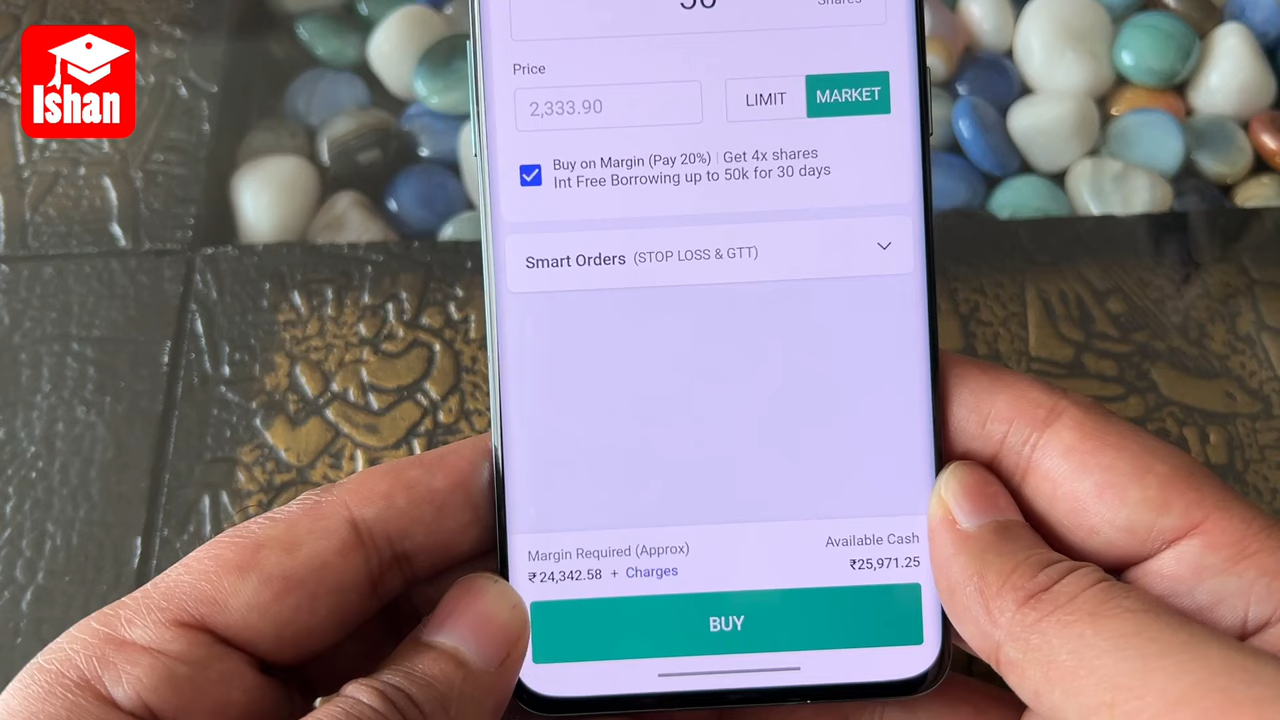 Ishan
Shares
Price
2,333.90
LIMIT
MARKET
Buy on Margin (Pay 20%) | Get 4x shares
Int Free Borrowing up to 50k for 30 days
Smart Orders (STOP LOSS & GTT)
Margin Required (Approx)
₹24,342.58 + Charges
Available Cash
₹25,971.25
BUY